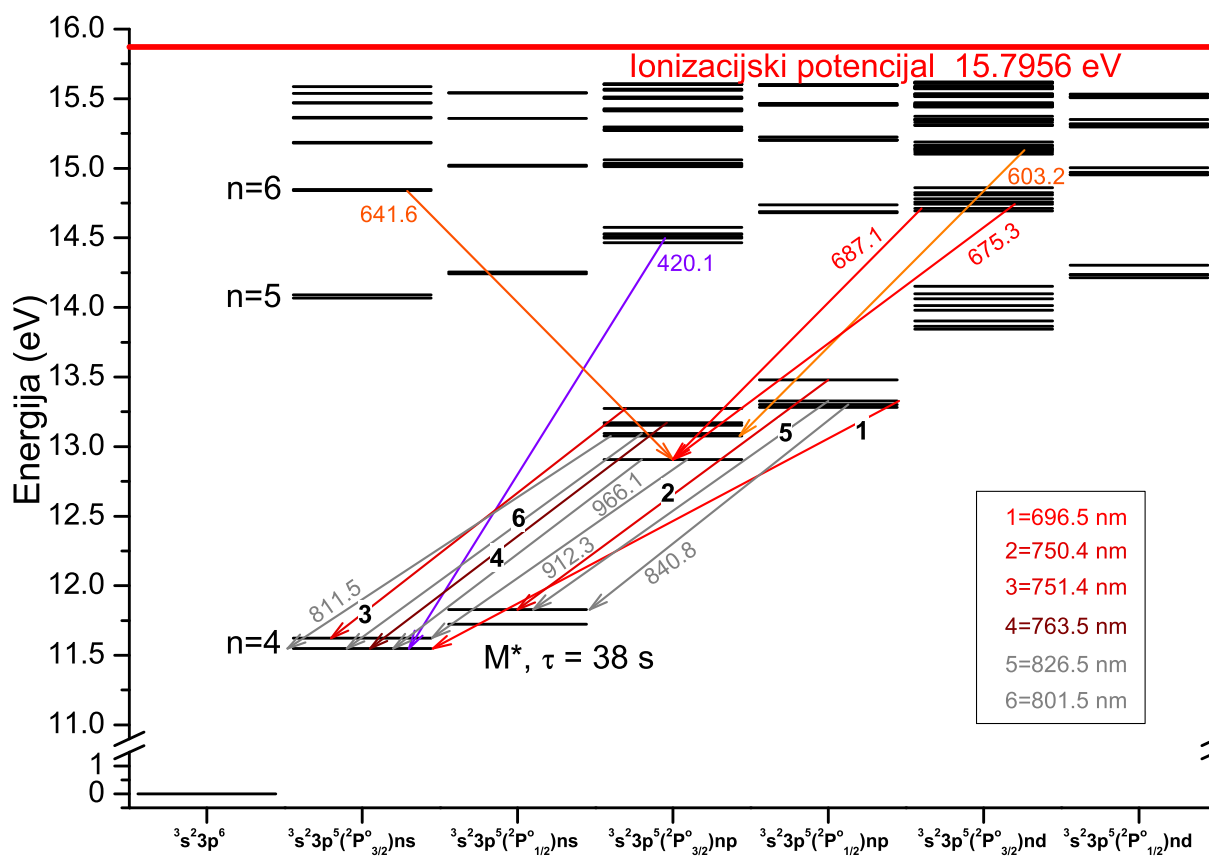 16.0
15.5
15.0
14.5
14.0
13.5
13.0
12.5
12.0
11.5
11.0
1
0
Energija (eV)
Ionizacijski potencijal 15.7956 eV
n=6
n=5
n=4
641.6
420.1
603.2
687.1
675.3
5
1
2
966.1
6
4
912.3
840.8
811.5
3
M*, τ = 38 s
1=696.5 nm
2=750.4 nm
3=751.4 nm
4=763.5 nm
5=826.5 nm
6=801.5 nm
³s²3p⁶
³s²3p⁵(²P°3/2)ns
³s²3p⁵(²P°1/2)ns
³s²3p⁵(²P°3/2)np
³s²3p⁵(²P°1/2)np
³s²3p⁵(²P°3/2)nd
³s²3p⁵(²P°1/2)nd